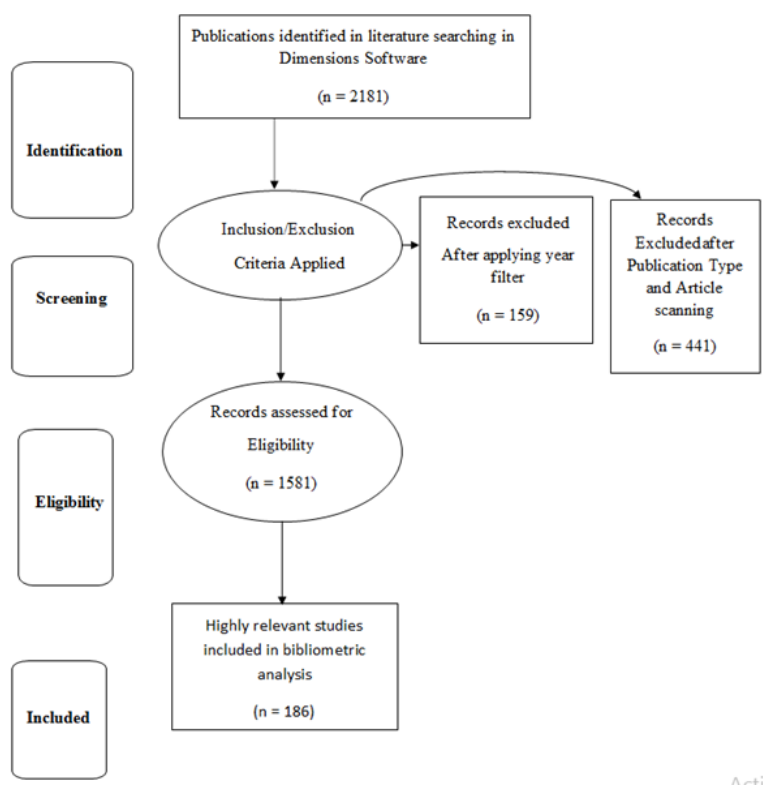 Publications identified in literature searching in
Dimensions Software
(n = 2181)
Identification
Inclusion/Exclusion
Criteria Applied
Records excluded
After applying year
filter
(n = 159)
Records
Excludedafter
Publication Type
and Article
scanning
(n = 441)
Screening
Records assessed for
Eligibility
(n = 1581)
Eligibility
Highly relevant studies
included in bibliometric
analysis
(n = 186)
Included